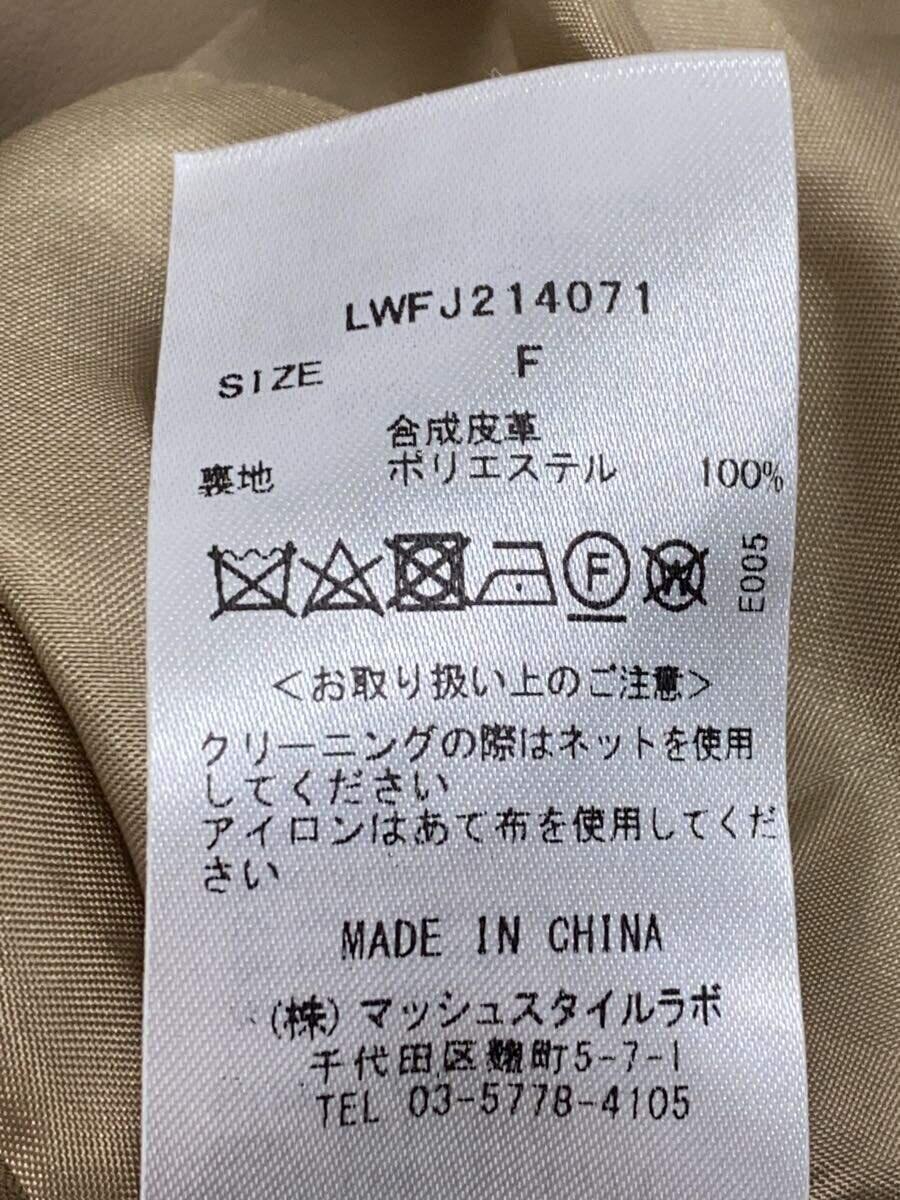 LWFJ214071
SIZE F
合成皮革
裏地 ポリエステル 100%
F W E005
<お取り扱い上のご注意>
クリーニングの際はネットを使用
してください
アイロンはあて布を使用してくだ
さい
MADE IN CHINA
(株)マッシュスタイルラボ
千代田区麹町5-7-1
TEL 03-5778-4105